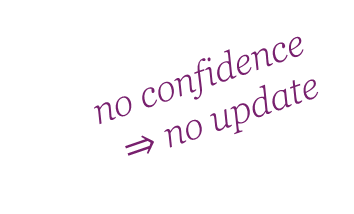 no confidence
⇒ no update